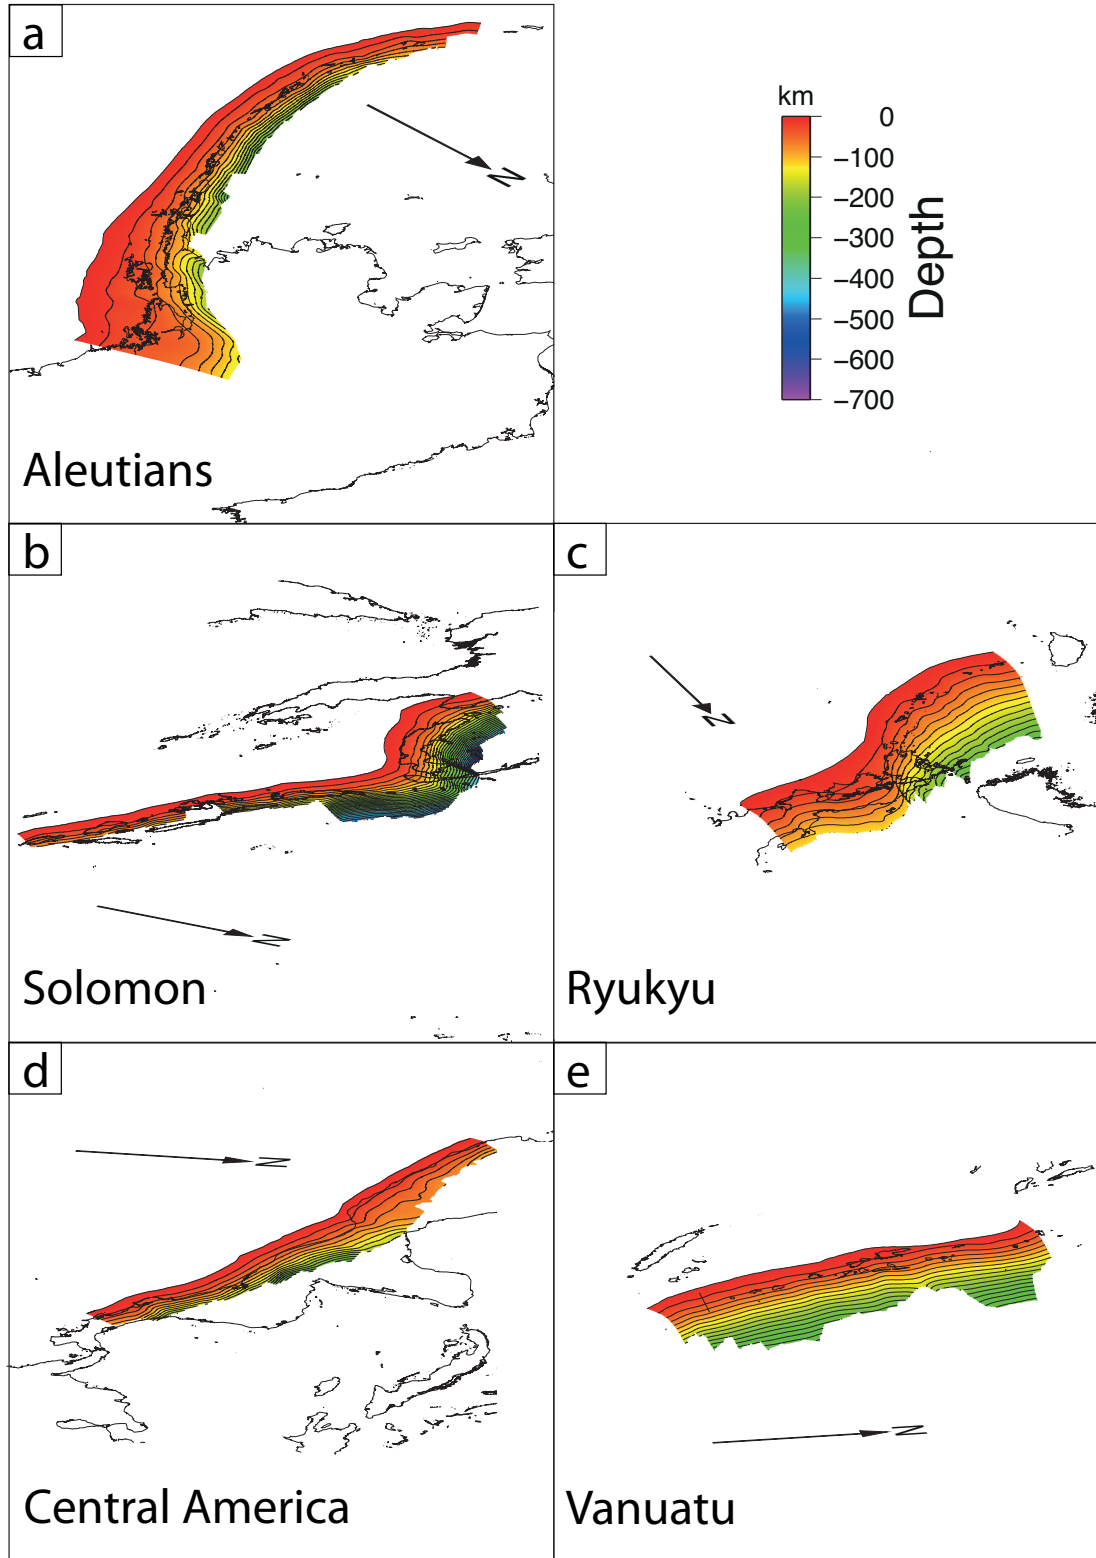 a
N
Aleutians
km
0
−100
−200
−300
−400
−500
−600
−700
Depth
b
N
Solomon
c
N
Ryukyu
d
N
Central America
e
N
Vanuatu